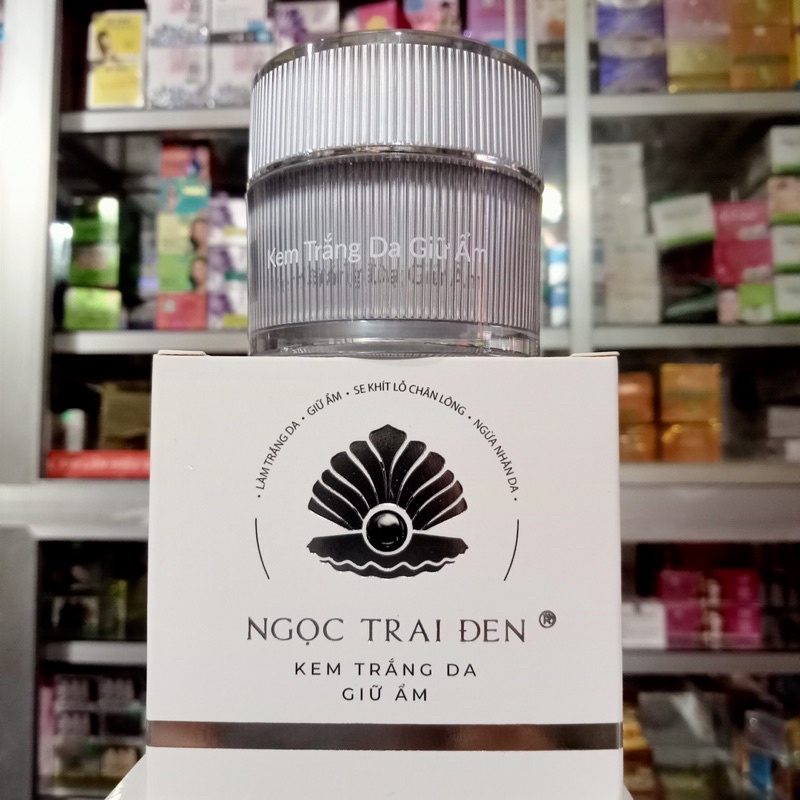 Kem Trắng Da Giữ Ẩm
• LÀM TRẮNG DA • GIỮ ẨM • SE KHÍT LỖ CHÂN LÔNG • NGỪA NHĂN DA •
NGỌC TRAI ĐEN ®
KEM TRẮNG DA
GIỮ ẨM